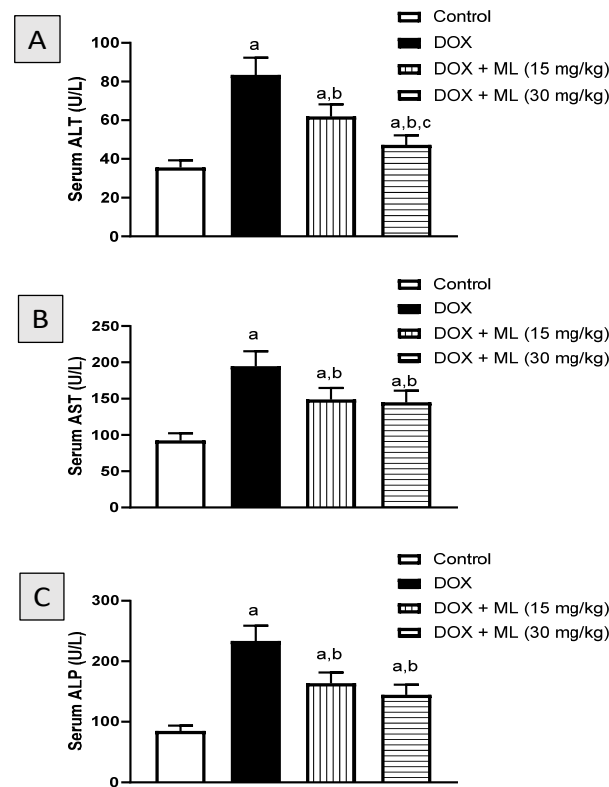 A
Control
DOX
DOX + ML (15 mg/kg)
DOX + ML (30 mg/kg)
Serum ALT (U/L)
100
80
60
40
20
0
a
a,b
a,b,c
B
Control
DOX
DOX + ML (15 mg/kg)
DOX + ML (30 mg/kg)
Serum AST (U/L)
250
200
150
100
50
0
a
a,b
a,b
C
Control
DOX
DOX + ML (15 mg/kg)
DOX + ML (30 mg/kg)
Serum ALP (U/L)
300
200
100
0
a
a,b
a,b